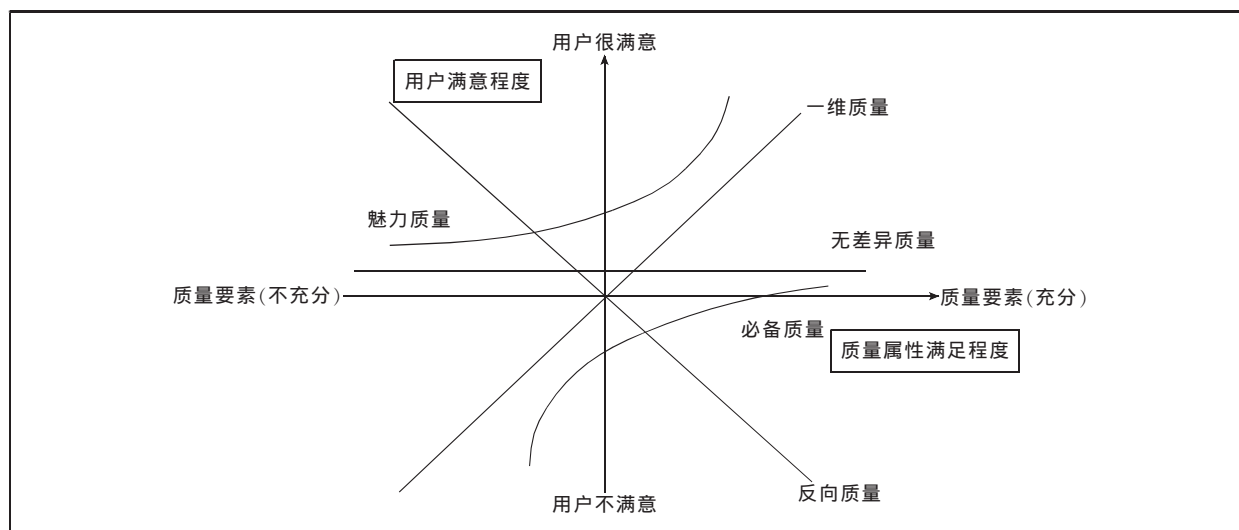 用户很满意
用户满意程度
一维质量
魅力质量
无差异质量
质量要素(不充分)
质量要素(充分)
必备质量
质量属性满足程度
反向质量
用户不满意